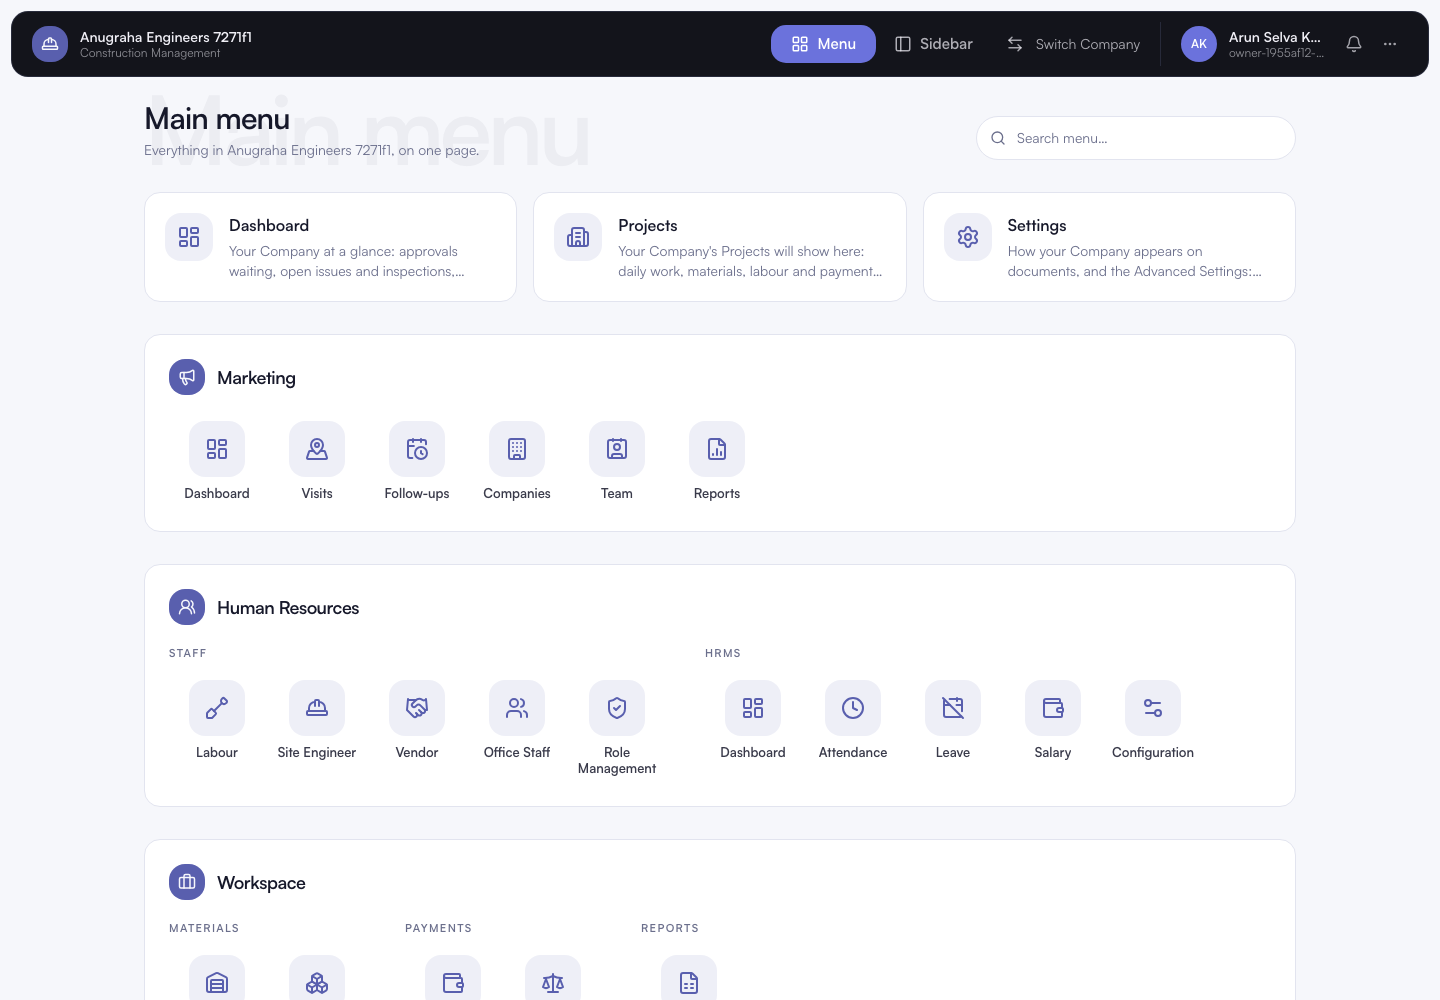 Anugraha Engineers 7271f1
Construction Management
Menu
Sidebar
Switch Company
AK
Arun Selva K...
owner-1955af12-...
Main menu
Main menu
Everything in Anugraha Engineers 7271f1, on one page.
Search menu...
Dashboard
Your Company at a glance: approvals
waiting, open issues and inspections,...
Projects
Your Company's Projects will show here:
daily work, materials, labour and payment...
Settings
How your Company appears on
documents, and the Advanced Settings:...
Marketing
Dashboard
Visits
Follow-ups
Companies
Team
Reports
Human Resources
STAFF
HRMS
Labour
Site Engineer
Vendor
Office Staff
Role
Management
Dashboard
Attendance
Leave
Salary
Configuration
Workspace
MATERIALS
PAYMENTS
REPORTS